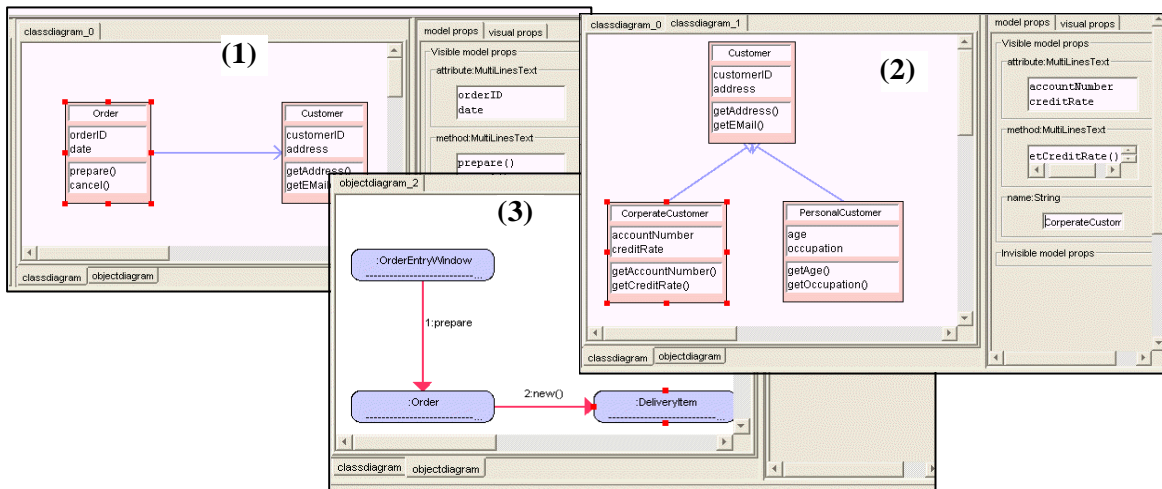 classdiagram_0
(1)
Order
orderID
date
prepare()
cancel()
Customer
customerID
address
getAddress()
getEMail
classdiagram
objectdiagram
model props
visual props
Visible model props
attribute:MultiLinesText
orderID
date
method:MultiLinesText
prepare()
classdiagram_0
classdiagram_1
(2)
Customer
customerID
address
getAddress()
getEMail()
CorperateCustomer
accountNumber
creditRate
getAccountNumber()
getCreditRate()
PersonalCustomer
age
occupation
getAge()
getOccupation()
classdiagram
objectdiagram
model props
visual props
Visible model props
attribute:MultiLinesText
accountNumber
creditRate
method:MultiLinesText
etCreditRate()
name:String
CorperateCustom
Invisible model props
objectdiagram_2
(3)
:OrderEntryWindow
1:prepare
:Order
2:new()
:DeliveryItem
classdiagram
objectdiagram